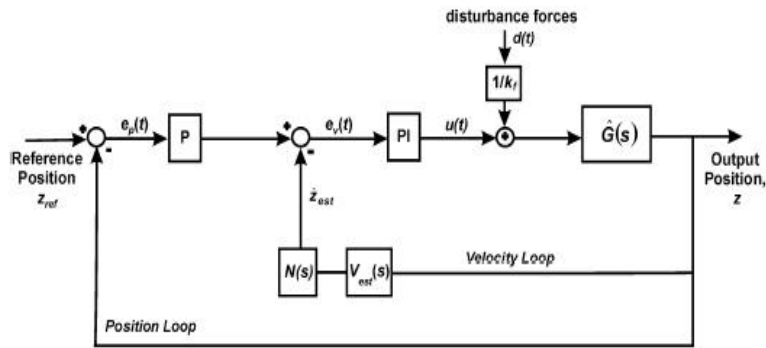 disturbance forces
d(t)
1/k_f
+
e_p(t)
+
e_v(t)
u(t)
+
P
PI
Ĝ(s)
-
-
Reference
Position
z_ref
Output
Position,
z
ż_est
N(s)
V_est(s)
Velocity Loop
Position Loop